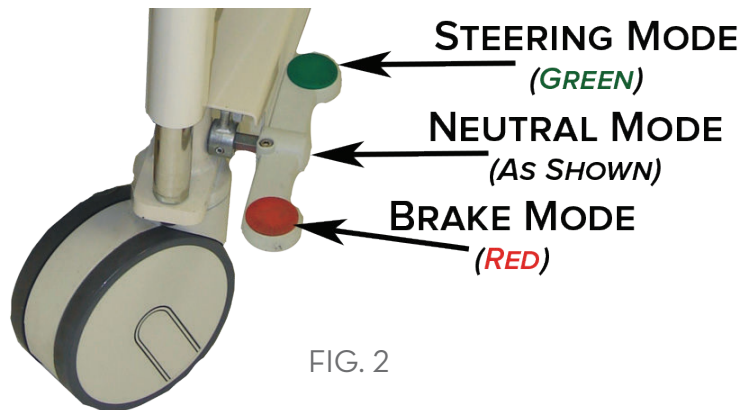 STEERING MODE
(GREEN)
NEUTRAL MODE
(AS SHOWN)
BRAKE MODE
(RED)
FIG. 2